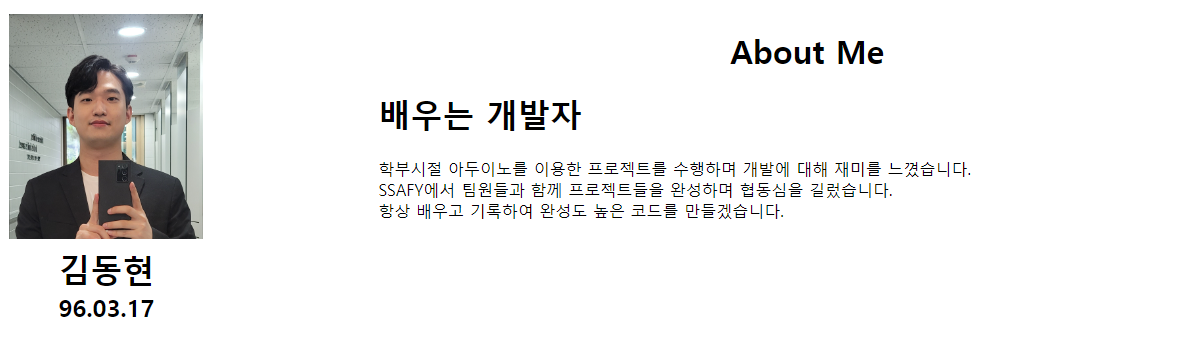 About Me
배우는 개발자
학부시절 아두이노를 이용한 프로젝트를 수행하며 개발에 대해 재미를 느꼈습니다.
SSAFY에서 팀원들과 함께 프로젝트들을 완성하며 협동심을 길렀습니다.
항상 배우고 기록하여 완성도 높은 코드를 만들겠습니다.
김동현
96.03.17